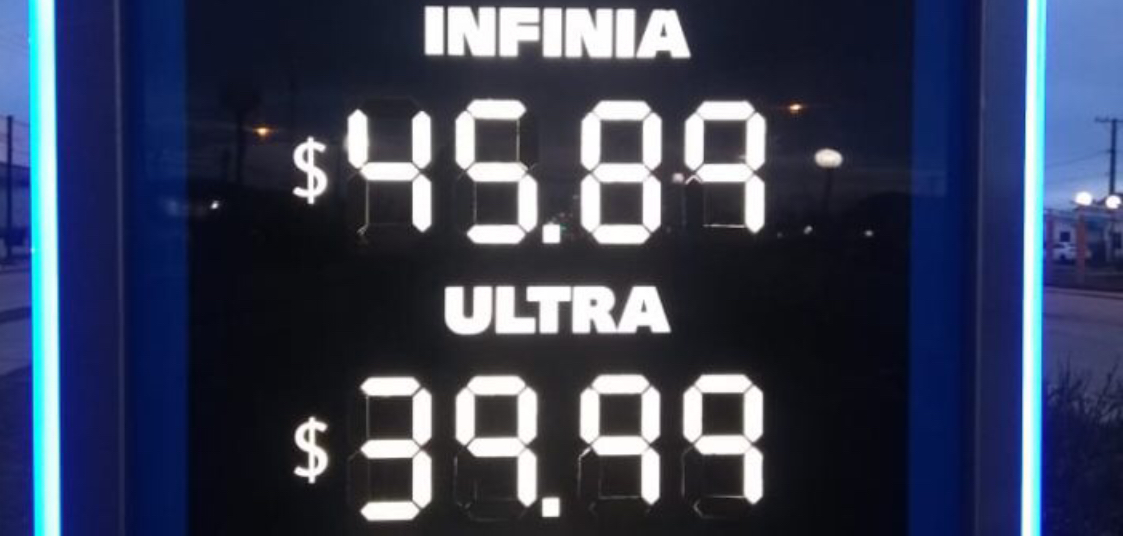 INFINIA
$45.89
ULTRA
$39.99